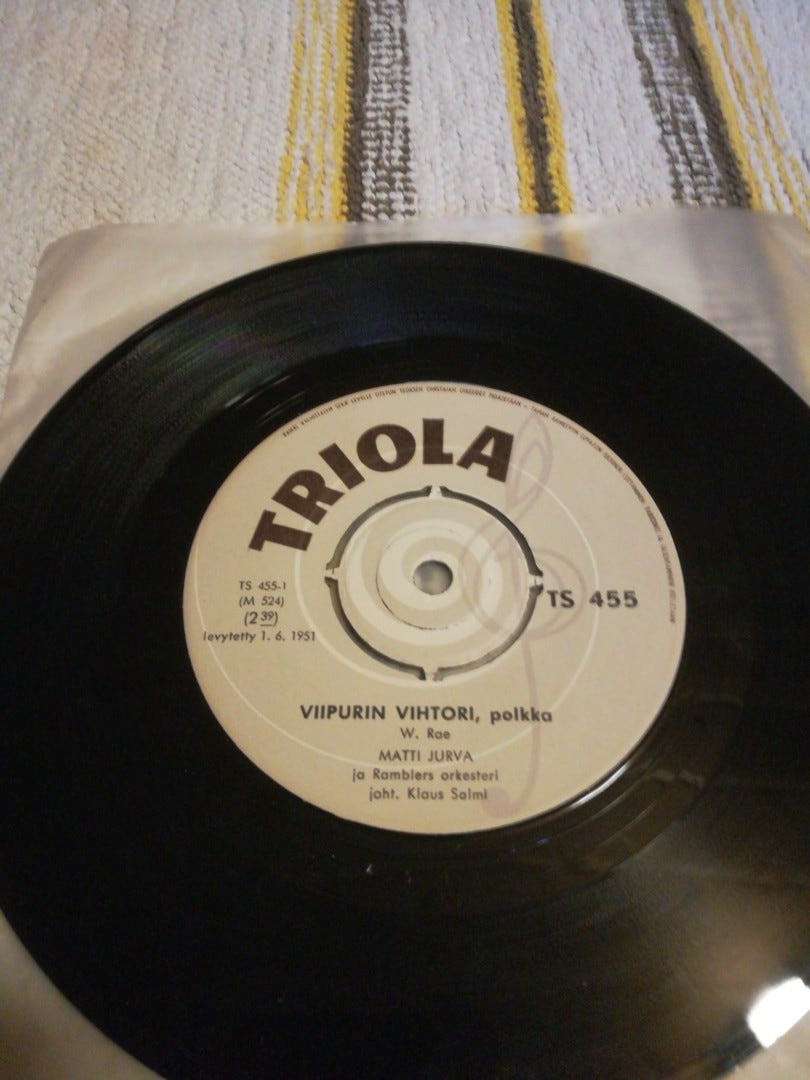 TRIOLA
TS 455-1
(M 524)
(2 39)
levytetty 1. 6. 1951
TS 455
VIIPURIN VIHTORI, polkka
W. Rae
MATTI JURVA
ja Ramblers orkesteri
joht. Klaus Salmi